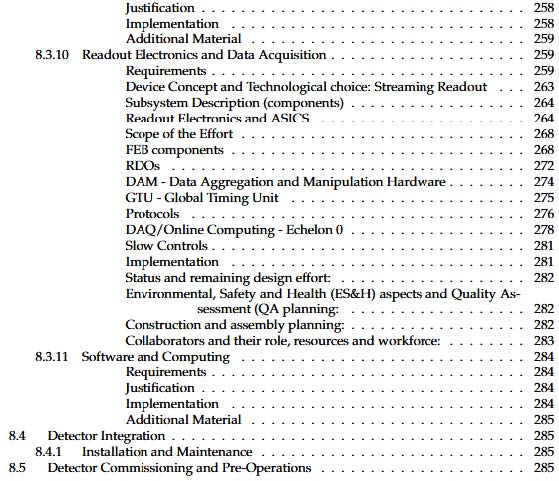 Justification . . . . . . . . . . . . . . . . . . . . . . . . . . . . . . 258
Implementation . . . . . . . . . . . . . . . . . . . . . . . . . . . . 258
Additional Material . . . . . . . . . . . . . . . . . . . . . . . . . . 259
8.3.10 Readout Electronics and Data Acquisition . . . . . . . . . . . . . . . . . . 259
Requirements . . . . . . . . . . . . . . . . . . . . . . . . . . . . . 259
Device Concept and Technological choice: Streaming Readout . . . 263
Subsystem Description (components) . . . . . . . . . . . . . . . . 264
Readout Electronics and ASICS . . . . . . . . . . . . . . . . . . . 264
Scope of the Effort . . . . . . . . . . . . . . . . . . . . . . . . . . 268
FEB components . . . . . . . . . . . . . . . . . . . . . . . . . . . 268
RDOs . . . . . . . . . . . . . . . . . . . . . . . . . . . . . . . . . 272
DAM - Data Aggregation and Manipulation Hardware . . . . . . . 274
GTU - Global Timing Unit . . . . . . . . . . . . . . . . . . . . . . 275
Protocols . . . . . . . . . . . . . . . . . . . . . . . . . . . . . . . 276
DAQ/Online Computing - Echelon 0 . . . . . . . . . . . . . . . . 278
Slow Controls . . . . . . . . . . . . . . . . . . . . . . . . . . . . . 281
Implementation . . . . . . . . . . . . . . . . . . . . . . . . . . . . 281
Status and remaining design effort: . . . . . . . . . . . . . . . . . 282
Environmental, Safety and Health (ES&H) aspects and Quality As-
sessment (QA planning: . . . . . . . . . . . . . . . . . . 282
Construction and assembly planning: . . . . . . . . . . . . . . . . 282
Collaborators and their role, resources and workforce: . . . . . . . 283
8.3.11 Software and Computing . . . . . . . . . . . . . . . . . . . . . . . . . . . 284
Requirements . . . . . . . . . . . . . . . . . . . . . . . . . . . . . 284
Justification . . . . . . . . . . . . . . . . . . . . . . . . . . . . . . 284
Implementation . . . . . . . . . . . . . . . . . . . . . . . . . . . . 284
Additional Material . . . . . . . . . . . . . . . . . . . . . . . . . . 285
8.4 Detector Integration . . . . . . . . . . . . . . . . . . . . . . . . . . . . . . . . 285
8.4.1 Installation and Maintenance . . . . . . . . . . . . . . . . . . . . . . . . . 285
8.5 Detector Commissioning and Pre-Operations . . . . . . . . . . . . . . . . . . . 285